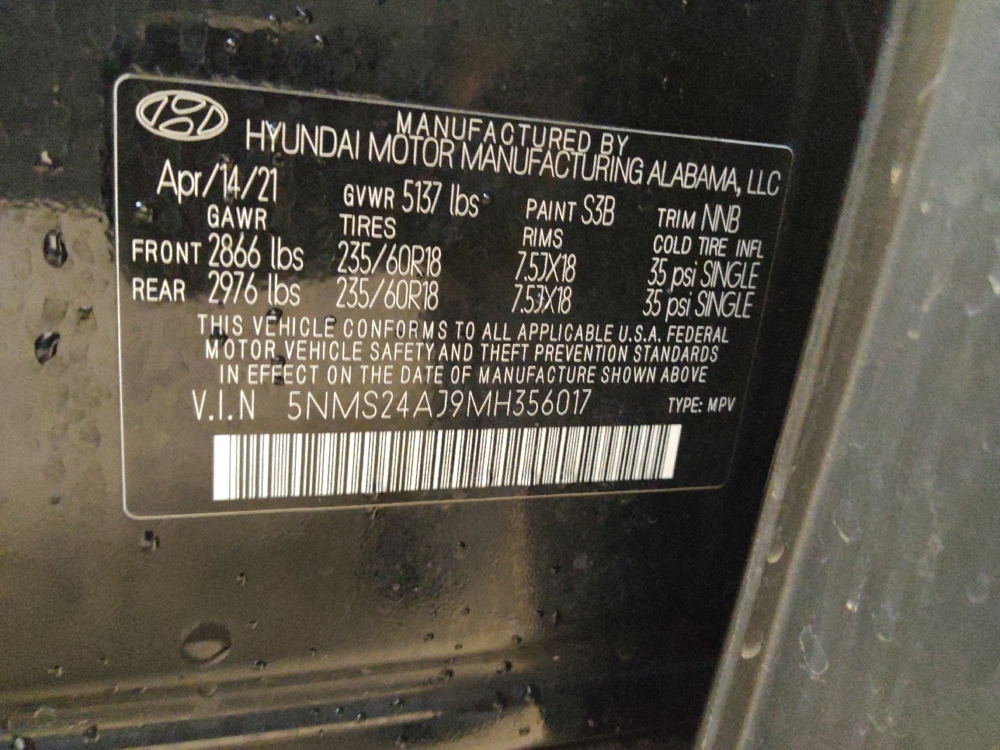 MANUFACTURED BY
HYUNDAI MOTOR MANUFACTURING ALABAMA, LLC
Apr/14/21 GVWR 5137 lbs PAINT S3B TRIM NNB
GAWR TIRES RIMS COLD TIRE INFL
FRONT 2866 lbs 235/60R18 7.5JX18 35 psi SINGLE
REAR 2976 lbs 235/60R18 7.5JX18 35 psi SINGLE
THIS VEHICLE CONFORMS TO ALL APPLICABLE U.S.A. FEDERAL
MOTOR VEHICLE SAFETY AND THEFT PREVENTION STANDARDS
IN EFFECT ON THE DATE OF MANUFACTURE SHOWN ABOVE
V.I.N 5NMS24AJ9MH356017 TYPE: MPV